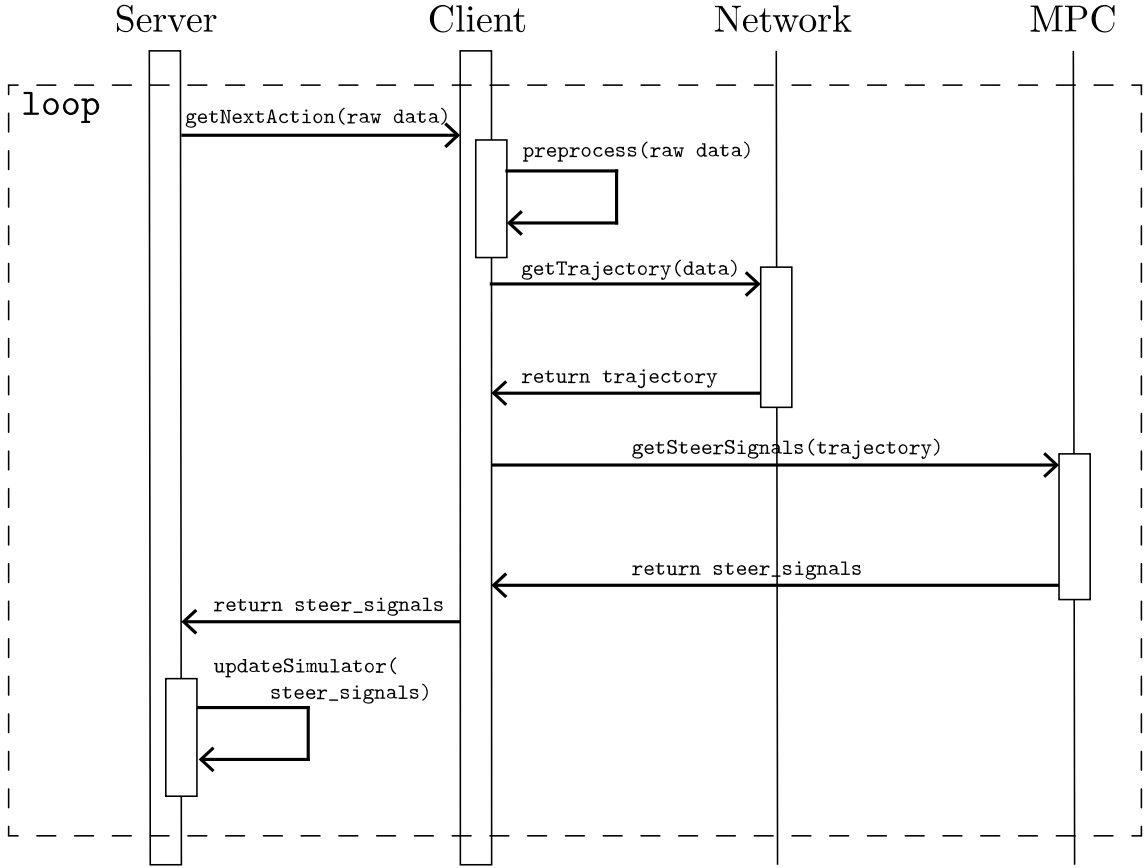 Server Client Network MPC
loop
getNextAction(raw data)
preprocess(raw data)
getTrajectory(data)
return trajectory
getSteerSignals(trajectory)
return steer_signals
return steer_signals
updateSimulator(
steer_signals)